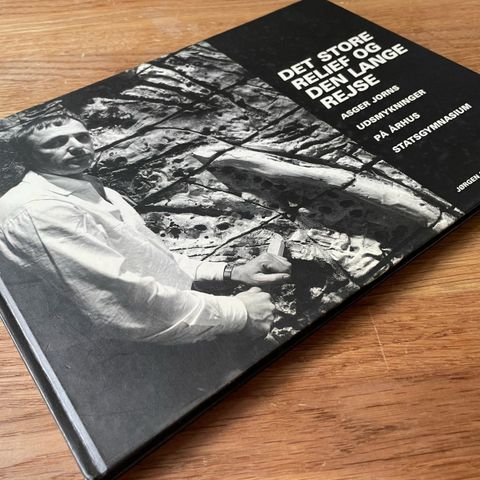 DET STORE
RELIEF OG
DEN LANGE
REJSE
ASGER JORNS
UDSMYKNINGER
PÅ ÅRHUS
STATSGYMNASIUM
JØRGEN